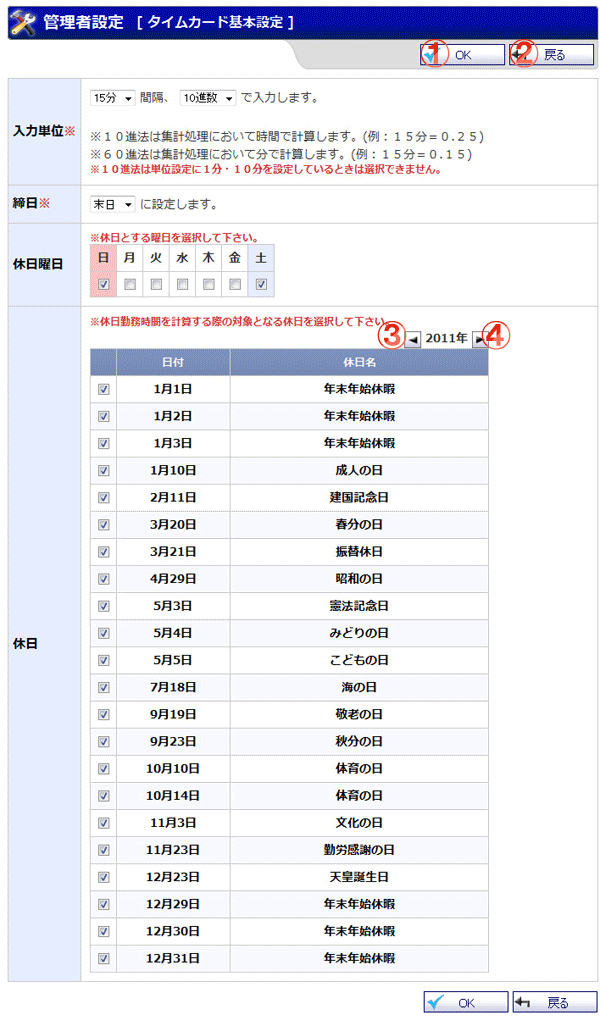 管理者設定 [ タイムカード基本設定 ]
① OK ② 戻る
入力単位※
15分 間隔、 10進数 で入力します。
※１０進法は集計処理において時間で計算します。(例：１５分＝０.２５)
※６０進法は集計処理において分で計算します。(例：１５分＝０.１５)
※１０進法は単位設定に１分・１０分を設定しているときは選択できません。
締日※
末日 に設定します。
休日曜日
※休日とする曜日を選択して下さい。
日 月 火 水 木 金 土
休日
※休日勤務時間を計算する際の対象となる休日を選択して下さい。
③ ◀ 2011年 ▶ ④
日付 休日名
1月1日 年末年始休暇
1月2日 年末年始休暇
1月3日 年末年始休暇
1月10日 成人の日
2月11日 建国記念日
3月20日 春分の日
3月21日 振替休日
4月29日 昭和の日
5月3日 憲法記念日
5月4日 みどりの日
5月5日 こどもの日
7月18日 海の日
9月19日 敬老の日
9月23日 秋分の日
10月10日 体育の日
10月14日 体育の日
11月3日 文化の日
11月23日 勤労感謝の日
12月23日 天皇誕生日
12月29日 年末年始休暇
12月30日 年末年始休暇
12月31日 年末年始休暇
OK 戻る